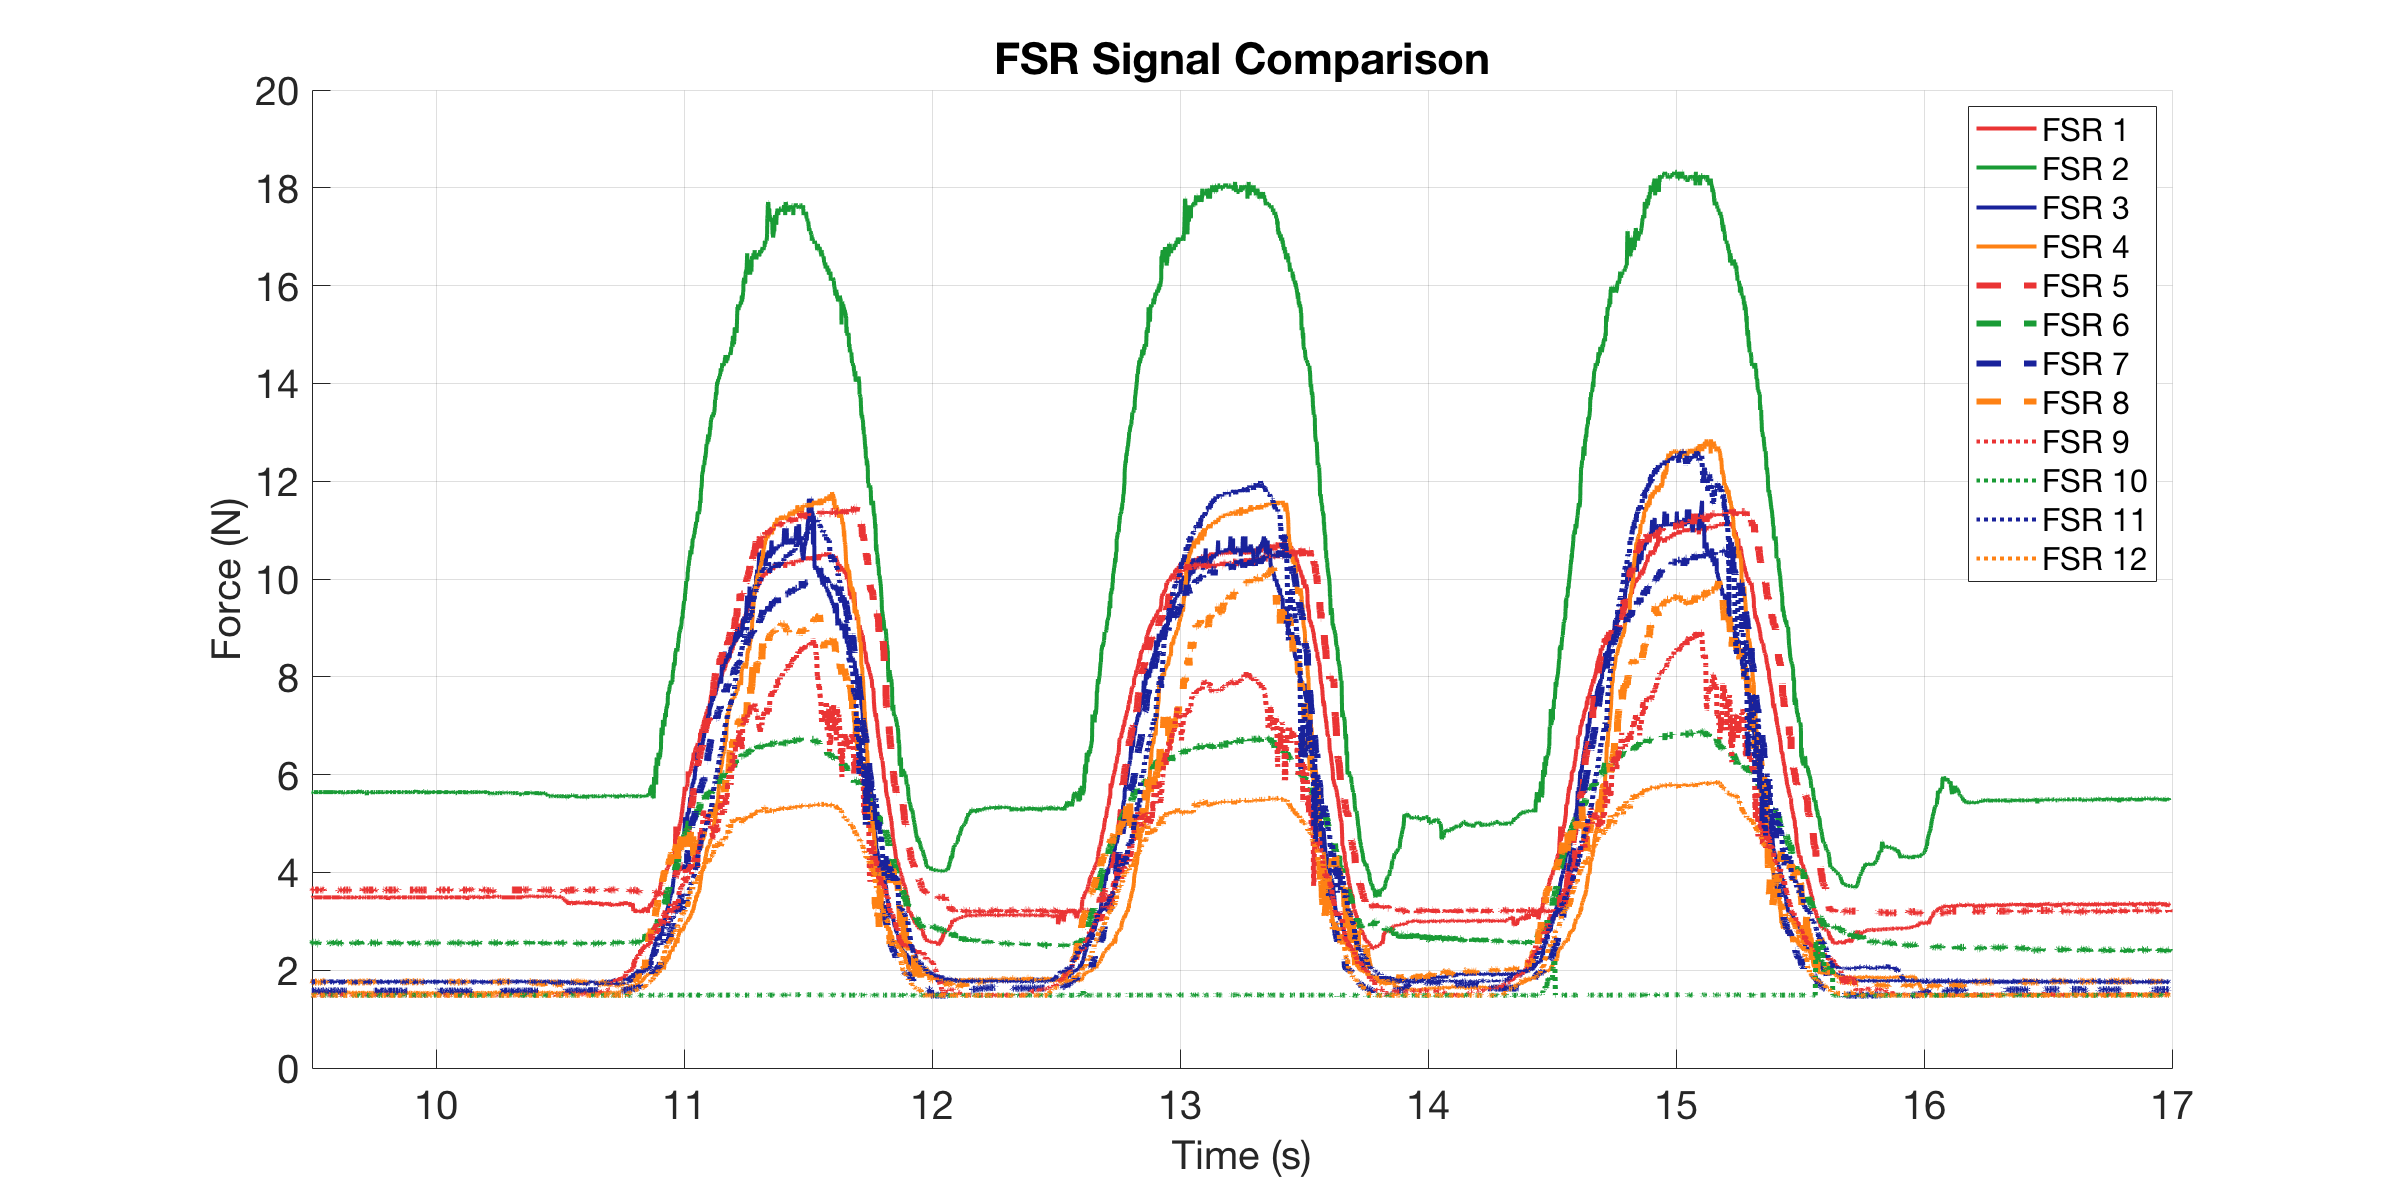 FSR Signal Comparison
20
18
16
14
12
10
8
6
4
2
0
Force (N)
FSR 1
FSR 2
FSR 3
FSR 4
FSR 5
FSR 6
FSR 7
FSR 8
FSR 9
FSR 10
FSR 11
FSR 12
10 11 12 13 14 15 16 17
Time (s)